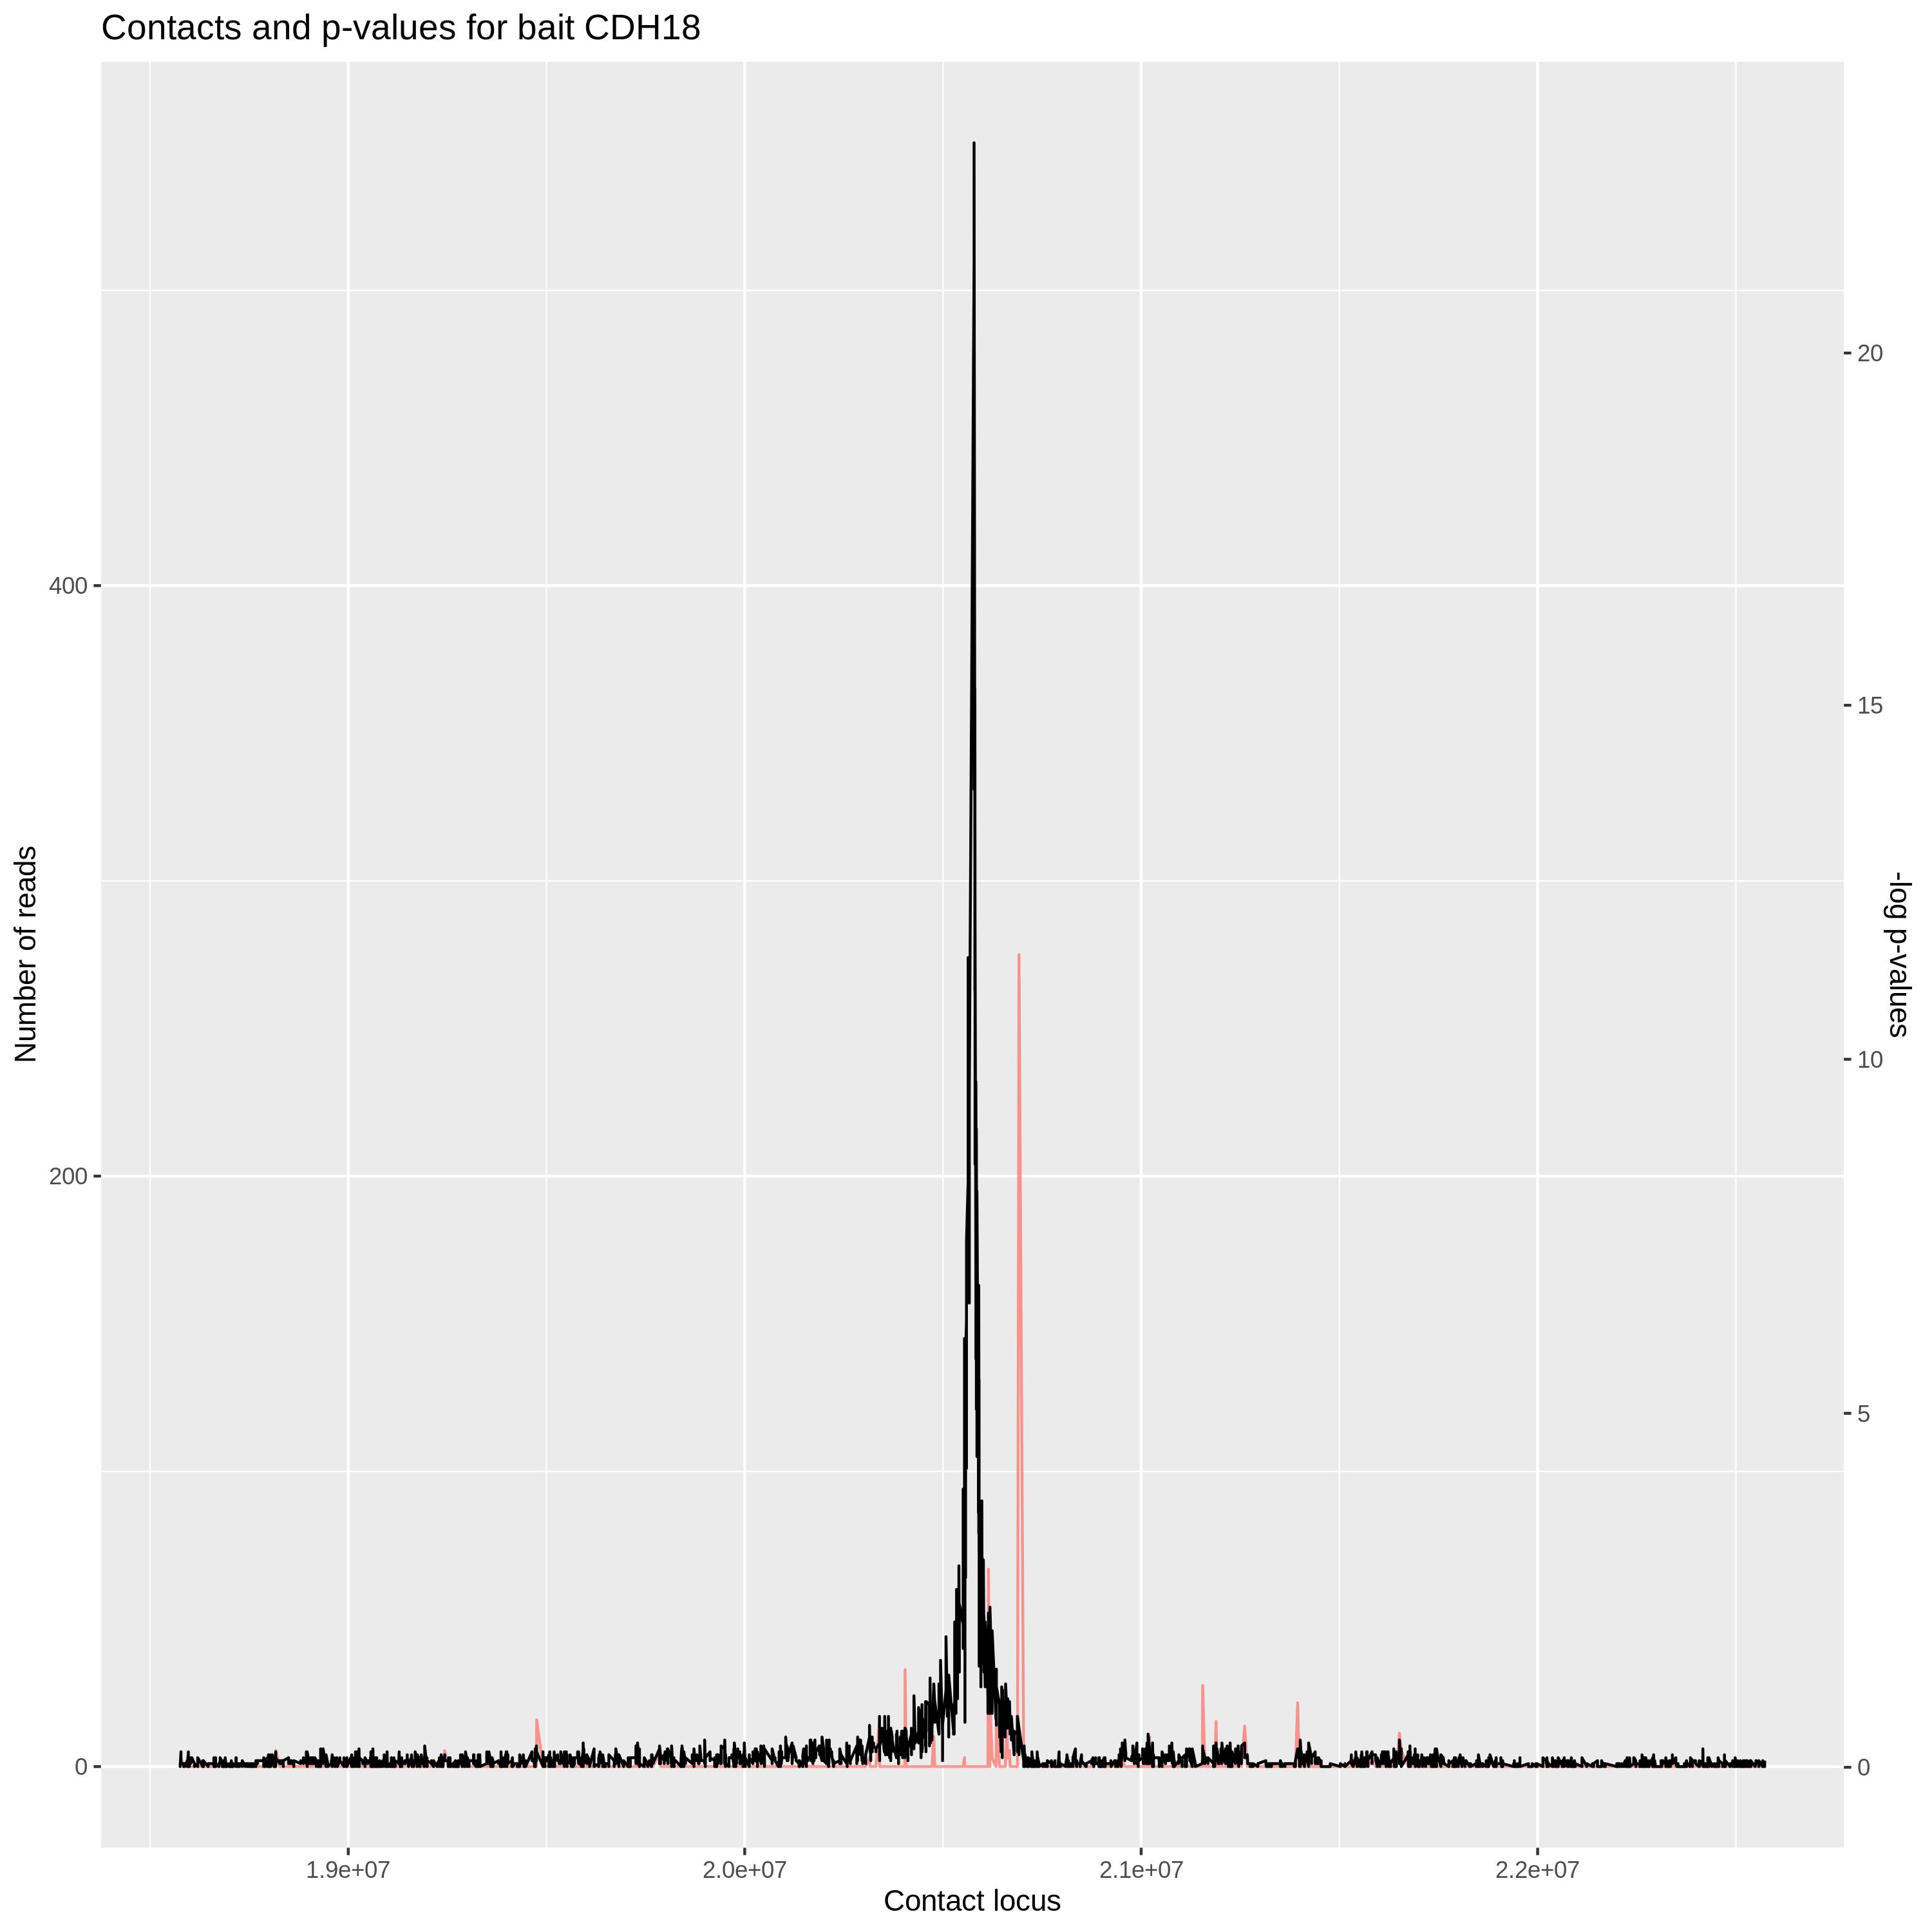 Contacts and p-values for bait CDH18
Number of reads
400
200
0
20
15
10
5
0
-log p-values
1.9e+07 2.0e+07 2.1e+07 2.2e+07
Contact locus